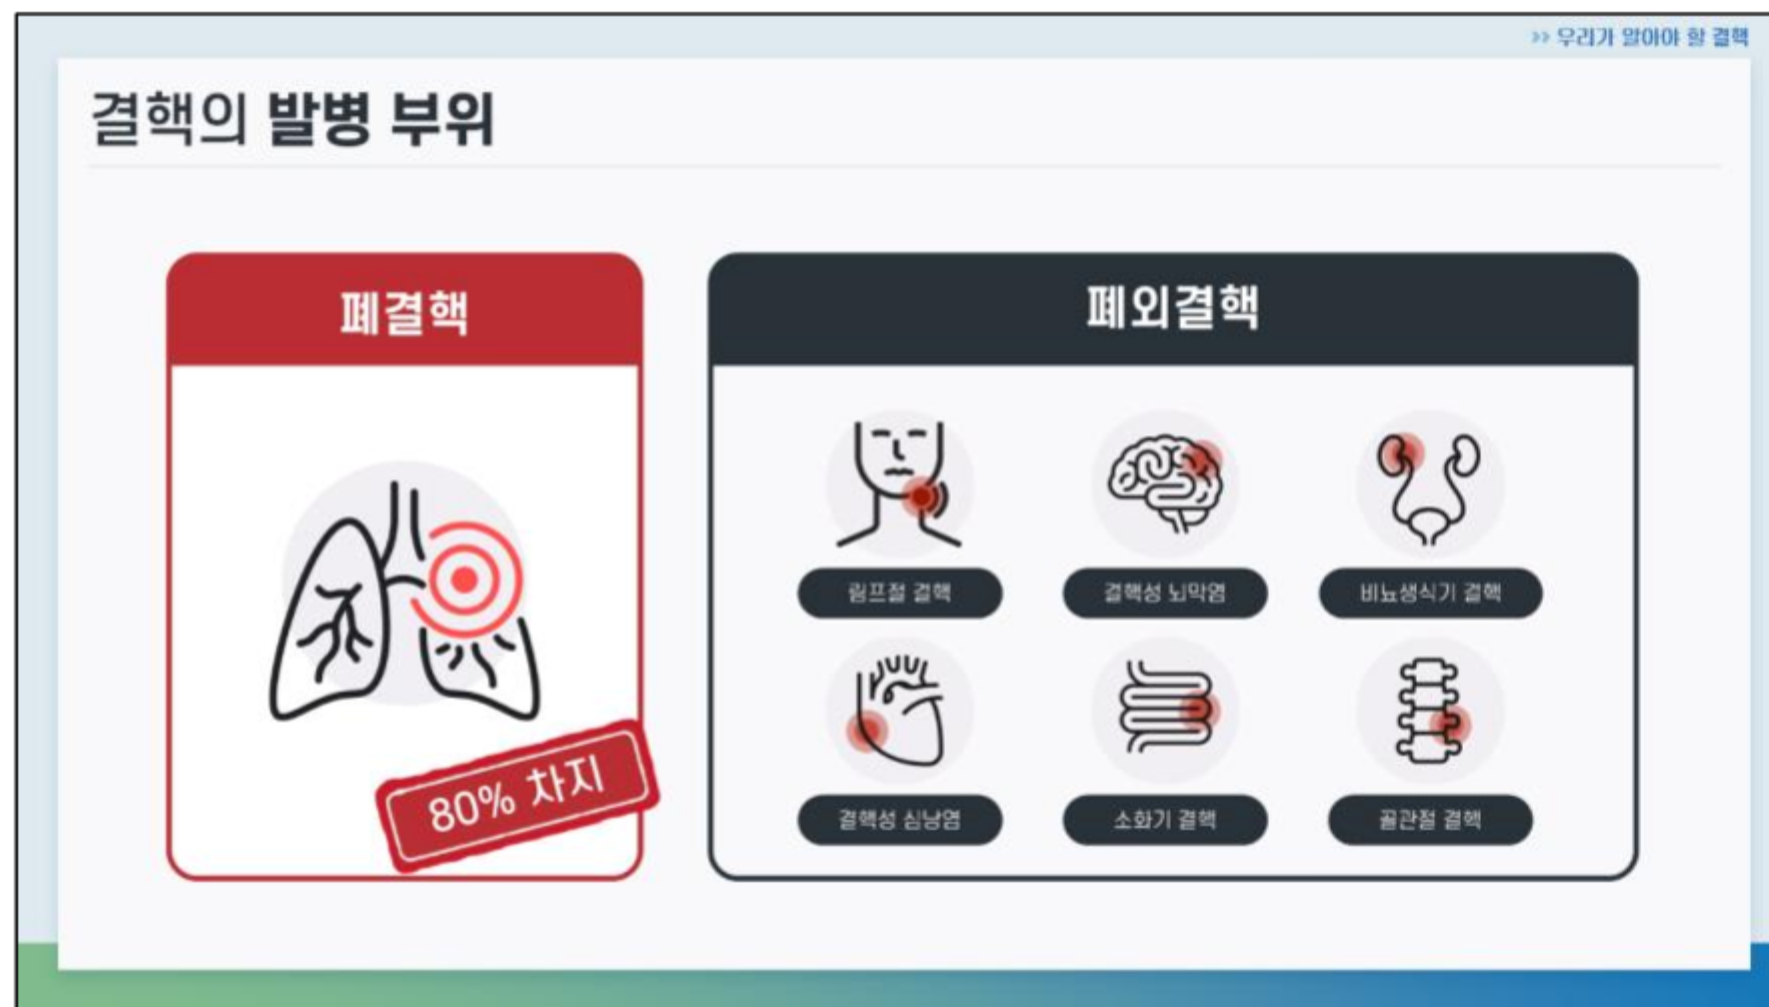 >> 우리가 알아야 할 결핵
결핵의 발병 부위
폐결핵
80% 차지
폐외결핵
림프절 결핵
결핵성 뇌막염
비뇨생식기 결핵
결핵성 심낭염
소화기 결핵
골관절 결핵